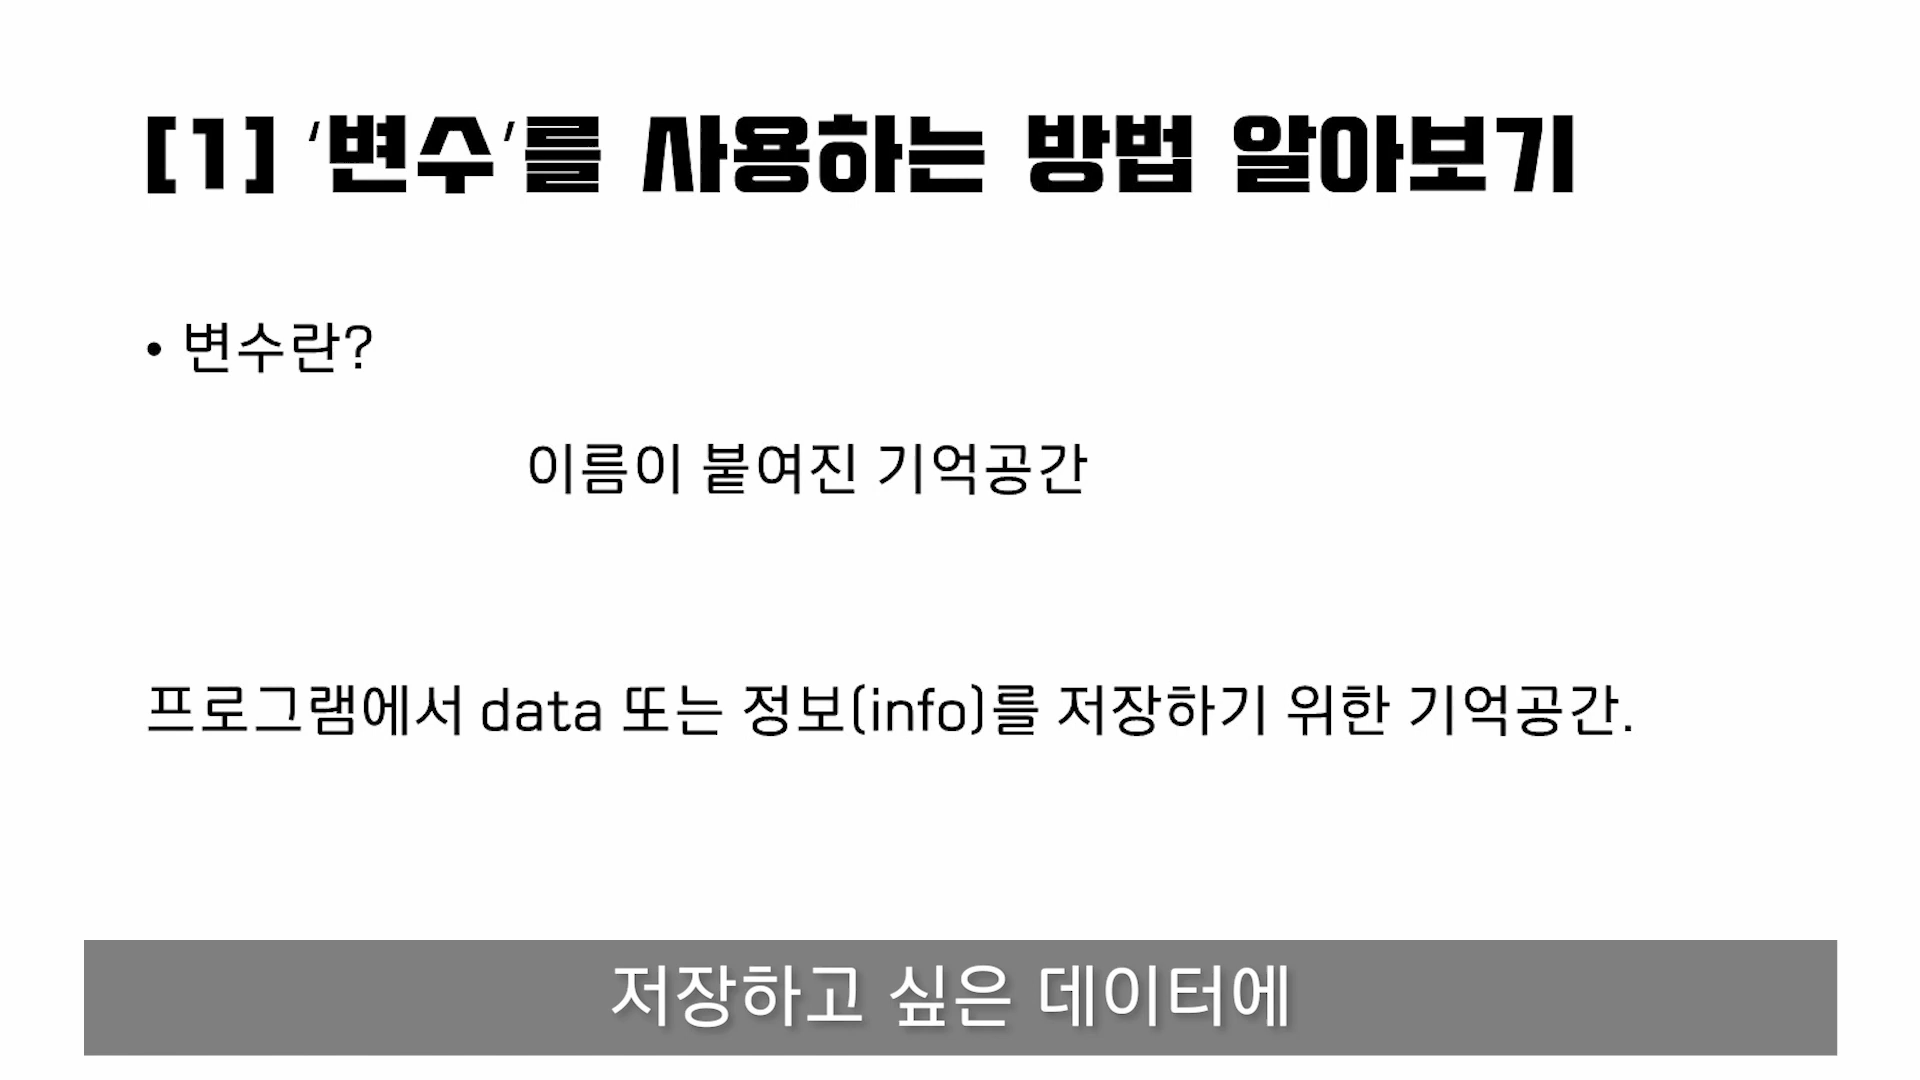 [1] ‘변수’를 사용하는 방법 알아보기
• 변수란?
이름이 붙여진 기억공간
프로그램에서 data 또는 정보(info)를 저장하기 위한 기억공간.
저장하고 싶은 데이터에